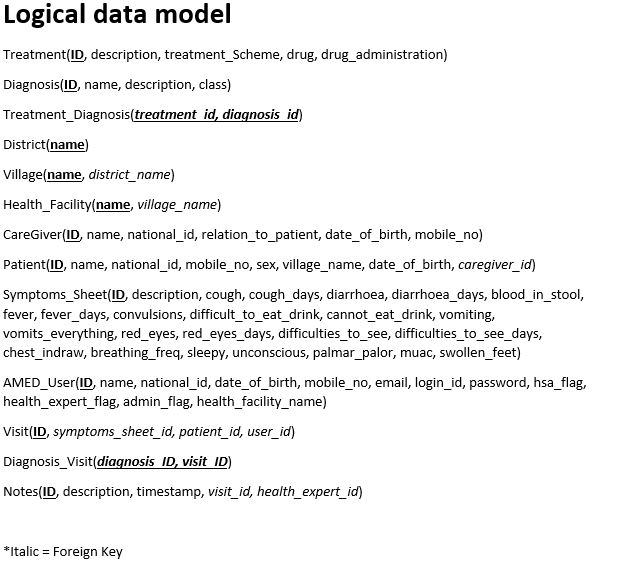 Logical data model
Treatment(ID, description, treatment_Scheme, drug, drug_administration)
Diagnosis(ID, name, description, class)
Treatment_Diagnosis(treatment_id, diagnosis_id)
District(name)
Village(name, district_name)
Health_Facility(name, village_name)
CareGiver(ID, name, national_id, relation_to_patient, date_of_birth, mobile_no)
Patient(ID, name, national_id, mobile_no, sex, village_name, date_of_birth, caregiver_id)
Symptoms_Sheet(ID, description, cough, cough_days, diarrhoea, diarrhoea_days, blood_in_stool,
fever, fever_days, convulsions, difficult_to_eat_drink, cannot_eat_drink, vomiting,
vomits_everything, red_eyes, red_eyes_days, difficulties_to_see, difficulties_to_see_days,
chest_indraw, breathing_freq, sleepy, unconscious, palmar_palor, muac, swollen_feet)
AMED_User(ID, name, national_id, date_of_birth, mobile_no, email, login_id, password, hsa_flag,
health_expert_flag, admin_flag, health_facility_name)
Visit(ID, symptoms_sheet_id, patient_id, user_id)
Diagnosis_Visit(diagnosis_ID, visit_ID)
Notes(ID, description, timestamp, visit_id, health_expert_id)
*Italic = Foreign Key